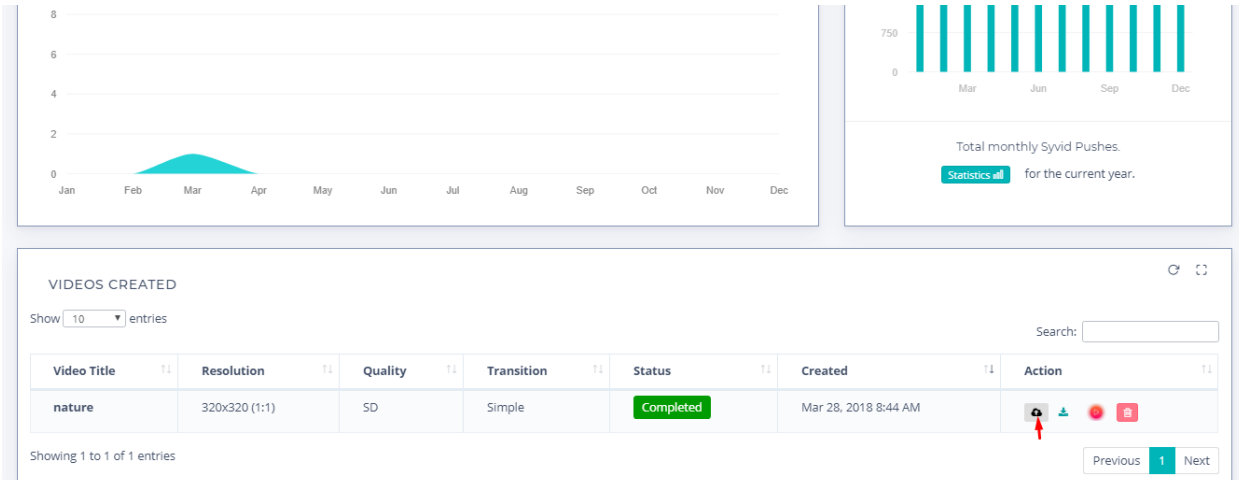 8
6
4
2
0
Jan Feb Mar Apr May Jun Jul Aug Sep Oct Nov Dec
750
0
Mar Jun Sep Dec
Total monthly Syvid Pushes.
Statistics for the current year.
VIDEOS CREATED
Show 10 entries
Search:
Video Title Resolution Quality Transition Status Created Action
nature 320x320 (1:1) SD Simple Completed Mar 28, 2018 8:44 AM
Showing 1 to 1 of 1 entries
Previous 1 Next